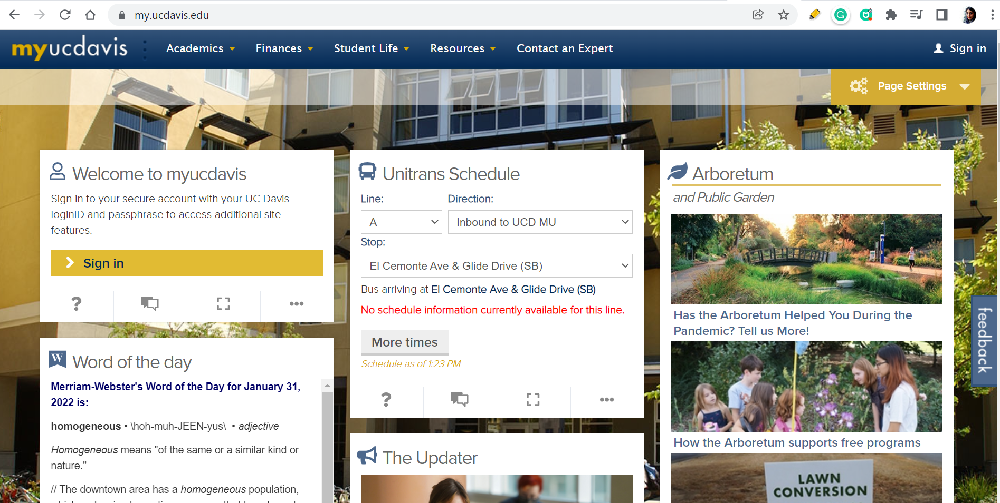 my.ucdavis.edu
myucdavis
Academics
Finances
Student Life
Resources
Contact an Expert
Sign in
Page Settings
Welcome to myucdavis
Sign in to your secure account with your UC Davis
loginID and passphrase to access additional site
features.
Sign in
Word of the day
Merriam-Webster's Word of the Day for January 31,
2022 is:
homogeneous • \hoh-muh-JEEN-yus\ • adjective
Homogeneous means "of the same or a similar kind or
nature."
// The downtown area has a homogeneous population,
Unitrans Schedule
Line:
Direction:
A
Inbound to UCD MU
Stop:
El Cemonte Ave & Glide Drive (SB)
Bus arriving at El Cemonte Ave & Glide Drive (SB)
No schedule information currently available for this line.
More times
Schedule as of 1:23 PM
The Updater
Arboretum
and Public Garden
Has the Arboretum Helped You During the
Pandemic? Tell us More!
How the Arboretum supports free programs
LAWN
CONVERSION
feedback